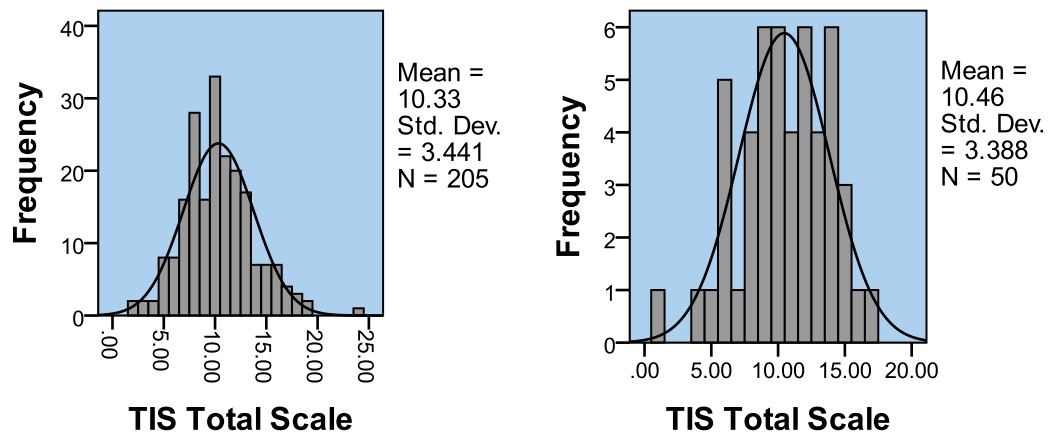 Frequency
40
30
20
10
0
.00
5.00
10.00
15.00
20.00
25.00
TIS Total Scale
Mean =
10.33
Std. Dev.
= 3.441
N = 205
Frequency
6
5
4
3
2
1
0
.00
5.00
10.00
15.00
20.00
TIS Total Scale
Mean =
10.46
Std. Dev.
= 3.388
N = 50